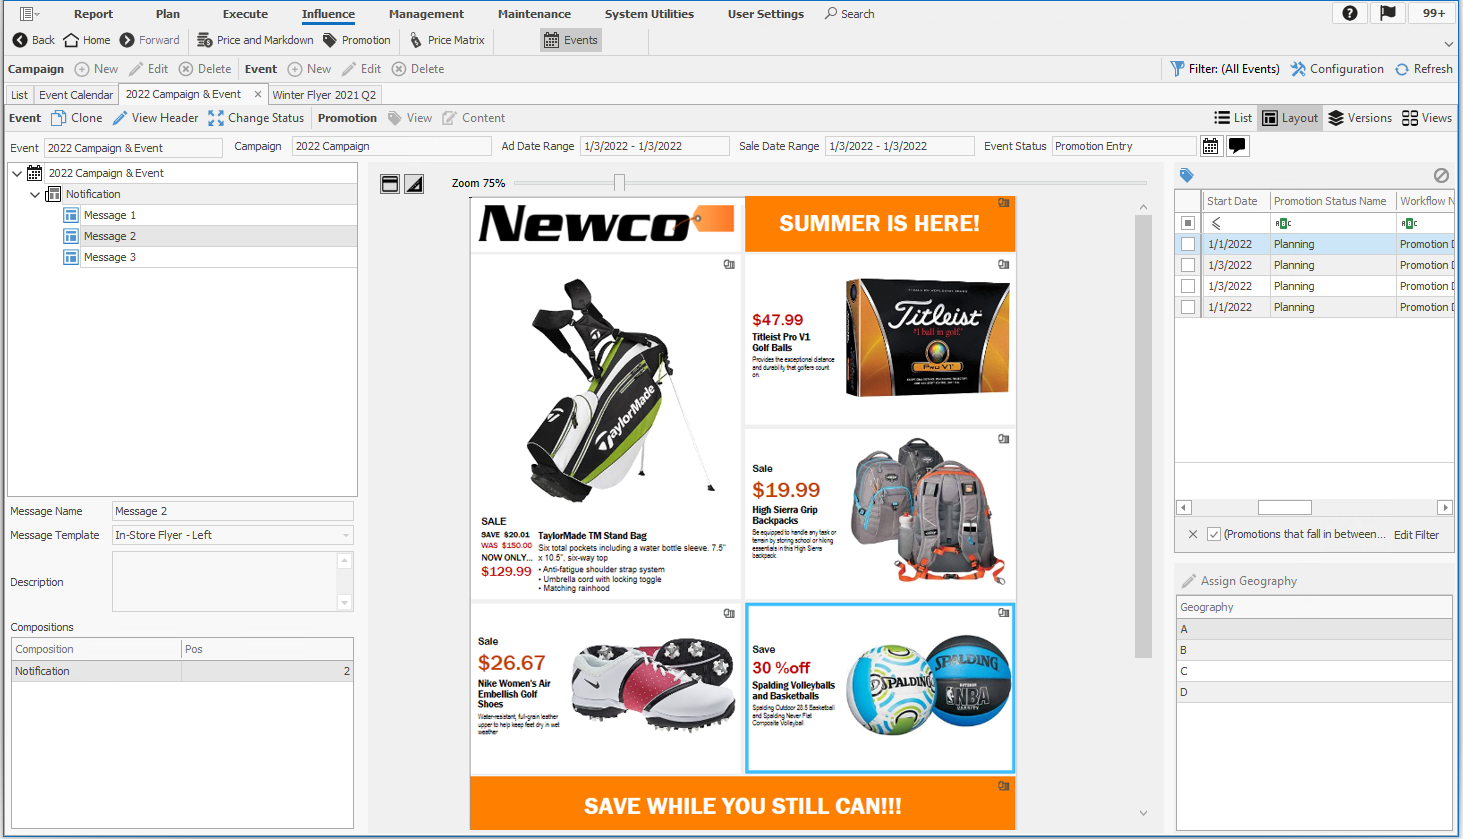 Report Plan Execute Influence Management Maintenance System Utilities User Settings Search 99+
Back Home Forward Price and Markdown Promotion Price Matrix Events
Campaign New Edit Delete Event New Edit Delete Filter: (All Events) Configuration Refresh
List Event Calendar 2022 Campaign & Event Winter Flyer 2021 Q2
Event Clone View Header Change Status Promotion View Content List Layout Versions Views
Event 2022 Campaign & Event Campaign 2022 Campaign Ad Date Range 1/3/2022 - 1/3/2022 Sale Date Range 1/3/2022 - 1/3/2022 Event Status Promotion Entry
2022 Campaign & Event
Notification
Message 1
Message 2
Message 3
Message Name Message 2
Message Template In-Store Flyer - Left
Description
Compositions
Composition Pos
Notification 2
Zoom 75%
Newco
SUMMER IS HERE!
TaylorMade
SALE
SAVE $20.01
WAS $150.00
NOW ONLY...
$129.99
TaylorMade TM Stand Bag
Six total pockets including a water bottle sleeve. 7.5"
x 10.5", six-way top
• Anti-fatigue shoulder strap system
• Umbrella cord with locking toggle
• Matching rainhood
$47.99
Titleist Pro V1
Golf Balls
Provides the exceptional distance
and durability that golfers count
on.
Titleist
"1 ball in golf."
PRO V1
Sale
$19.99
High Sierra Grip
Backpacks
Be equipped to handle any task or
terrain by storing school or hiking
essentials in this High Sierra
backpack.
Sale
$26.67
Nike Women's Air
Embellish Golf
Shoes
Water-resistant, full-grain leather
upper to help keep feet dry in wet
weather
Save
30 %off
Spalding Volleyballs
and Basketballs
Spalding Outdoor 28.5 Basketball
and Spalding Never Flat
Composite Volleyball
SPALDING
SPALDING
NBA
SAVE WHILE YOU STILL CAN!!!
Start Date Promotion Status Name Workflow N
ABC ABC
1/1/2022 Planning Promotion D
1/3/2022 Planning Promotion D
1/3/2022 Planning Promotion D
1/1/2022 Planning Promotion D
(Promotions that fall in between... Edit Filter
Assign Geography
Geography
A
B
C
D